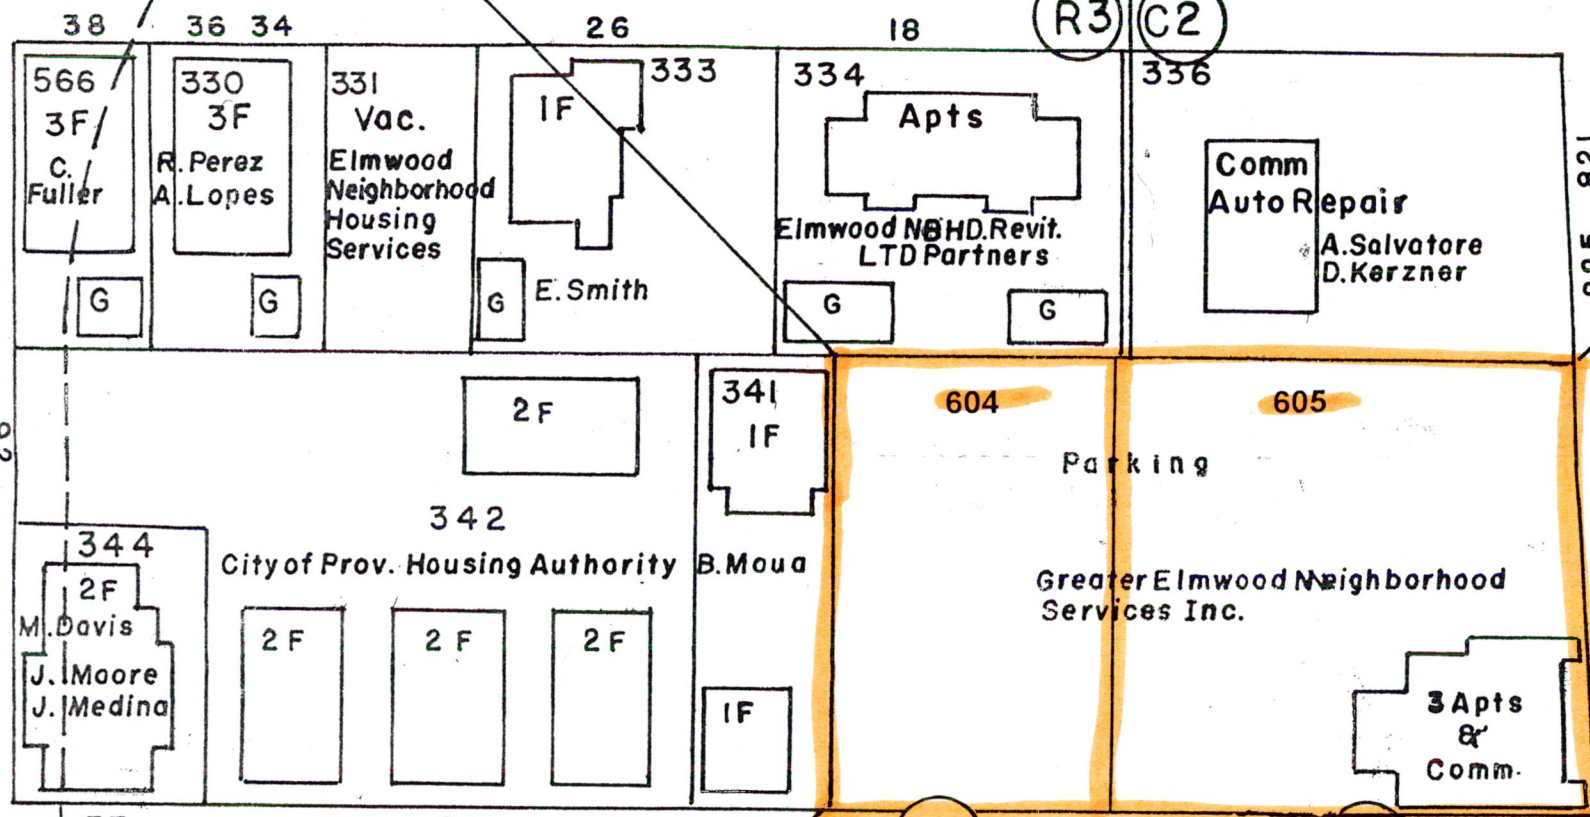 38
36 34
26
18
R3
C2
566
3F
C.
Fuller
G
330
3F
R. Perez
A. Lopes
G
331
Vac.
Elmwood
Neighborhood
Housing
Services
333
1F
G
E. Smith
334
Apts
Elmwood NBHD. Revit.
LTD Partners
G
G
336
Comm
Auto Repair
A. Salvatore
D. Kerzner
821
2F
342
City of Prov. Housing Authority
2F
2F
2F
341
1F
B. Moua
1F
344
2F
M. Davis
J. Moore
J. Medina
604
605
Parking
Greater Elmwood Neighborhood
Services Inc.
3 Apts
&
Comm.